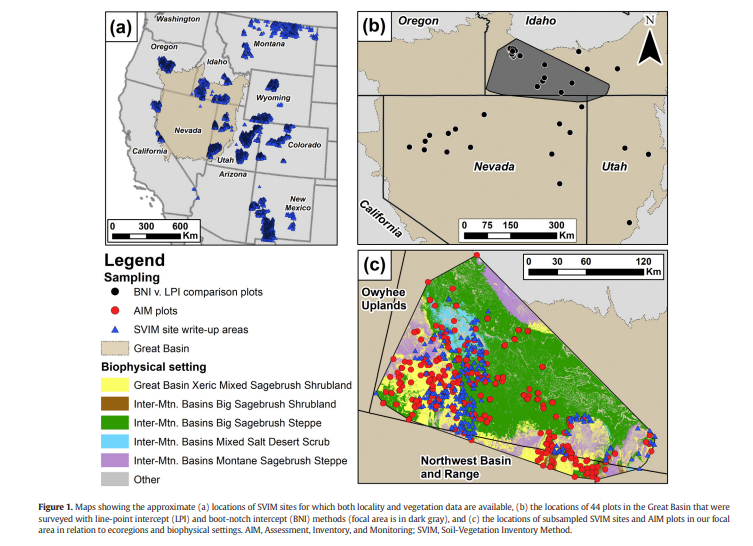 (a)
Washington
Oregon
Montana
Idaho
Wyoming
Nevada
California
Utah
Colorado
Arizona
New
Mexico
0 300 600
Km
(b)
Oregon
Idaho
N
Nevada
Utah
California
0 75 150 300
Km
Legend
Sampling
BNI v. LPI comparison plots
AIM plots
SVIM site write-up areas
Great Basin
Biophysical setting
Great Basin Xeric Mixed Sagebrush Shrubland
Inter-Mtn. Basins Big Sagebrush Shrubland
Inter-Mtn. Basins Big Sagebrush Steppe
Inter-Mtn. Basins Mixed Salt Desert Scrub
Inter-Mtn. Basins Montane Sagebrush Steppe
Other
(c)
0 30 60 120
Km
Owyhee
Uplands
Northwest Basin
and Range
Figure 1. Maps showing the approximate (a) locations of SVIM sites for which both locality and vegetation data are available, (b) the locations of 44 plots in the Great Basin that were
surveyed with line-point intercept (LPI) and boot-notch intercept (BNI) methods (focal area is in dark gray), and (c) the locations of subsampled SVIM sites and AIM plots in our focal
area in relation to ecoregions and biophysical settings. AIM, Assessment, Inventory, and Monitoring; SVIM, Soil-Vegetation Inventory Method.